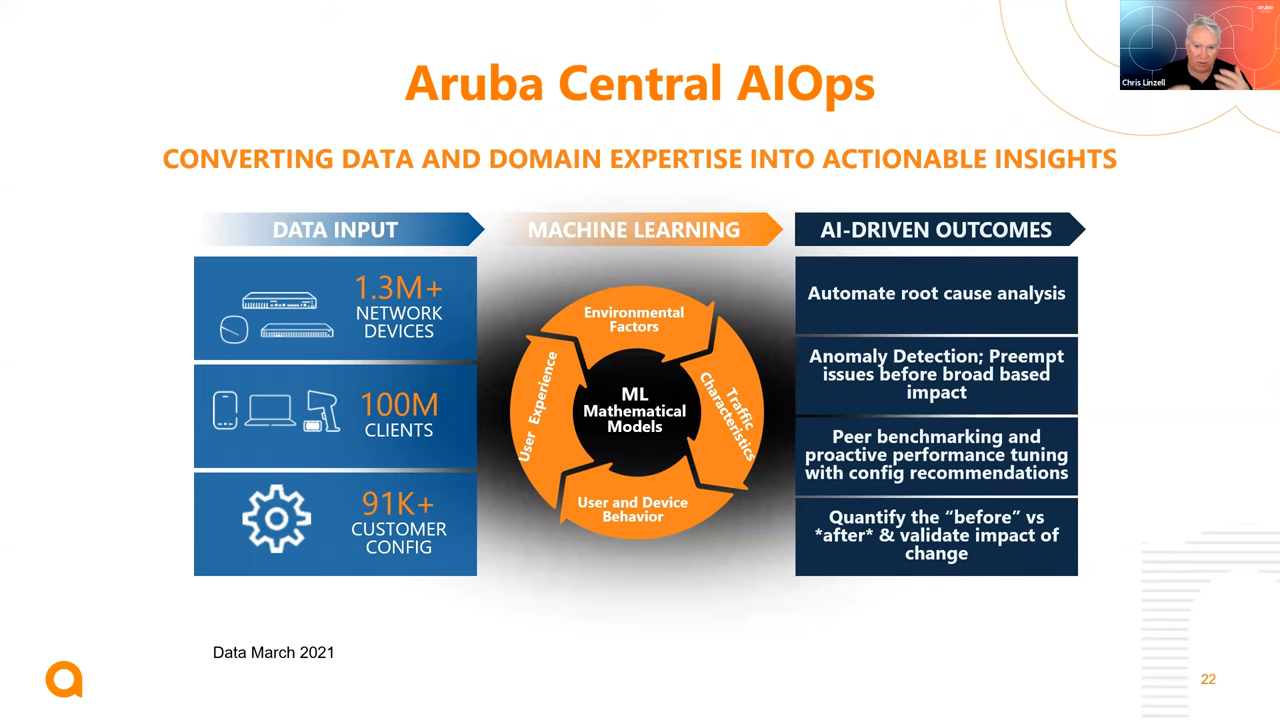 aruba
Chris Linzell
Aruba Central AIOps
CONVERTING DATA AND DOMAIN EXPERTISE INTO ACTIONABLE INSIGHTS
DATA INPUT
1.3M+
NETWORK
DEVICES
100M
CLIENTS
91K+
CUSTOMER
CONFIG
MACHINE LEARNING
Environmental
Factors
Traffic
Characteristics
User and Device
Behavior
User Experience
ML
Mathematical
Models
AI-DRIVEN OUTCOMES
Automate root cause analysis
Anomaly Detection; Preempt
issues before broad based
impact
Peer benchmarking and
proactive performance tuning
with config recommendations
Quantify the “before” vs
*after* & validate impact of
change
Data March 2021
22